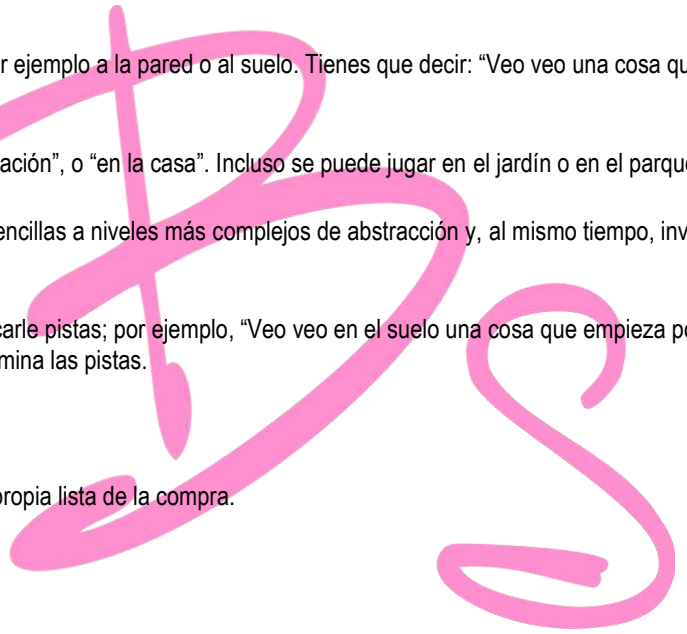 r ejemplo a la pared o al suelo. Tienes que decir: “Veo veo una cosa qu
ación”, o “en la casa”. Incluso se puede jugar en el jardín o en el parque
encillas a niveles más complejos de abstracción y, al mismo tiempo, inv
carle pistas; por ejemplo, “Veo veo en el suelo una cosa que empieza po
mina las pistas.
propia lista de la compra.
B
S